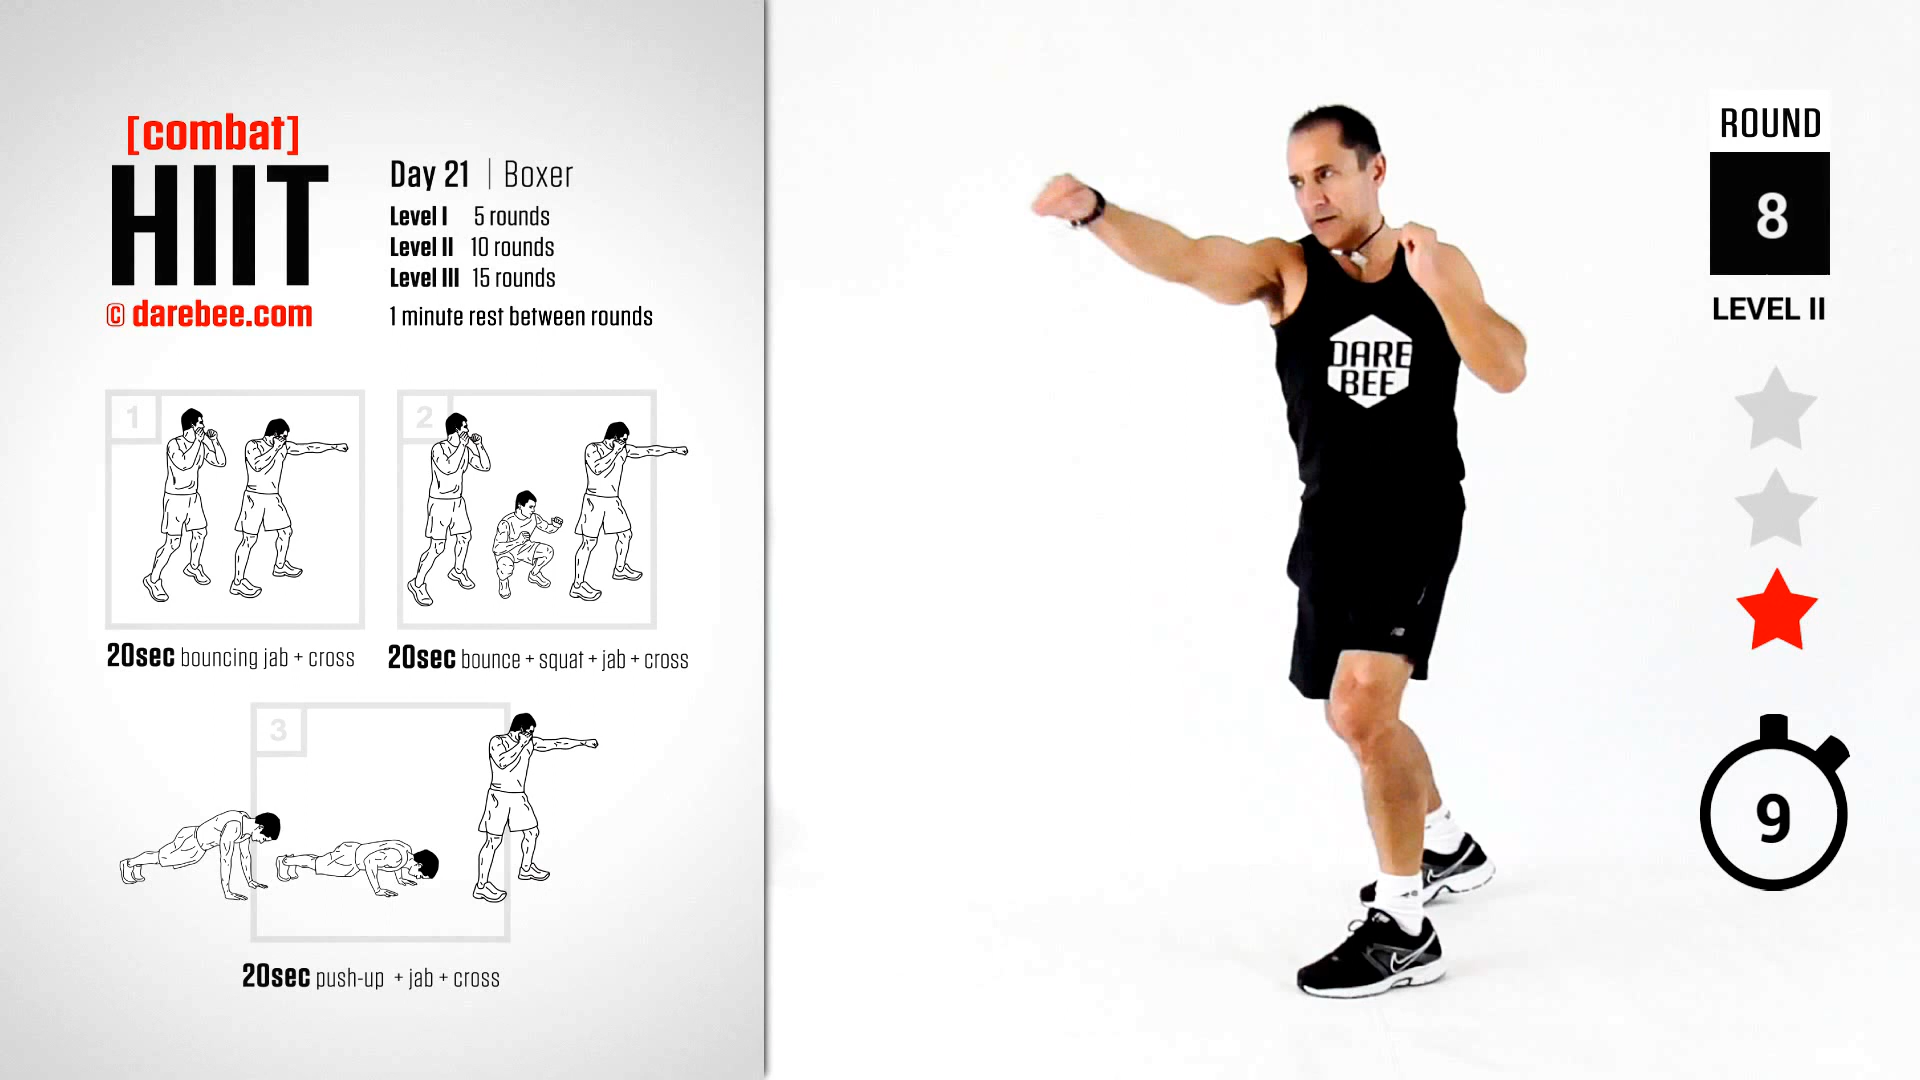 [combat]
HIIT
© darebee.com
Day 21 | Boxer
Level I 5 rounds
Level II 10 rounds
Level III 15 rounds
1 minute rest between rounds
1
20sec bouncing jab + cross
2
20sec bounce + squat + jab + cross
3
20sec push-up + jab + cross
DARE
BEE
ROUND
8
LEVEL II
9